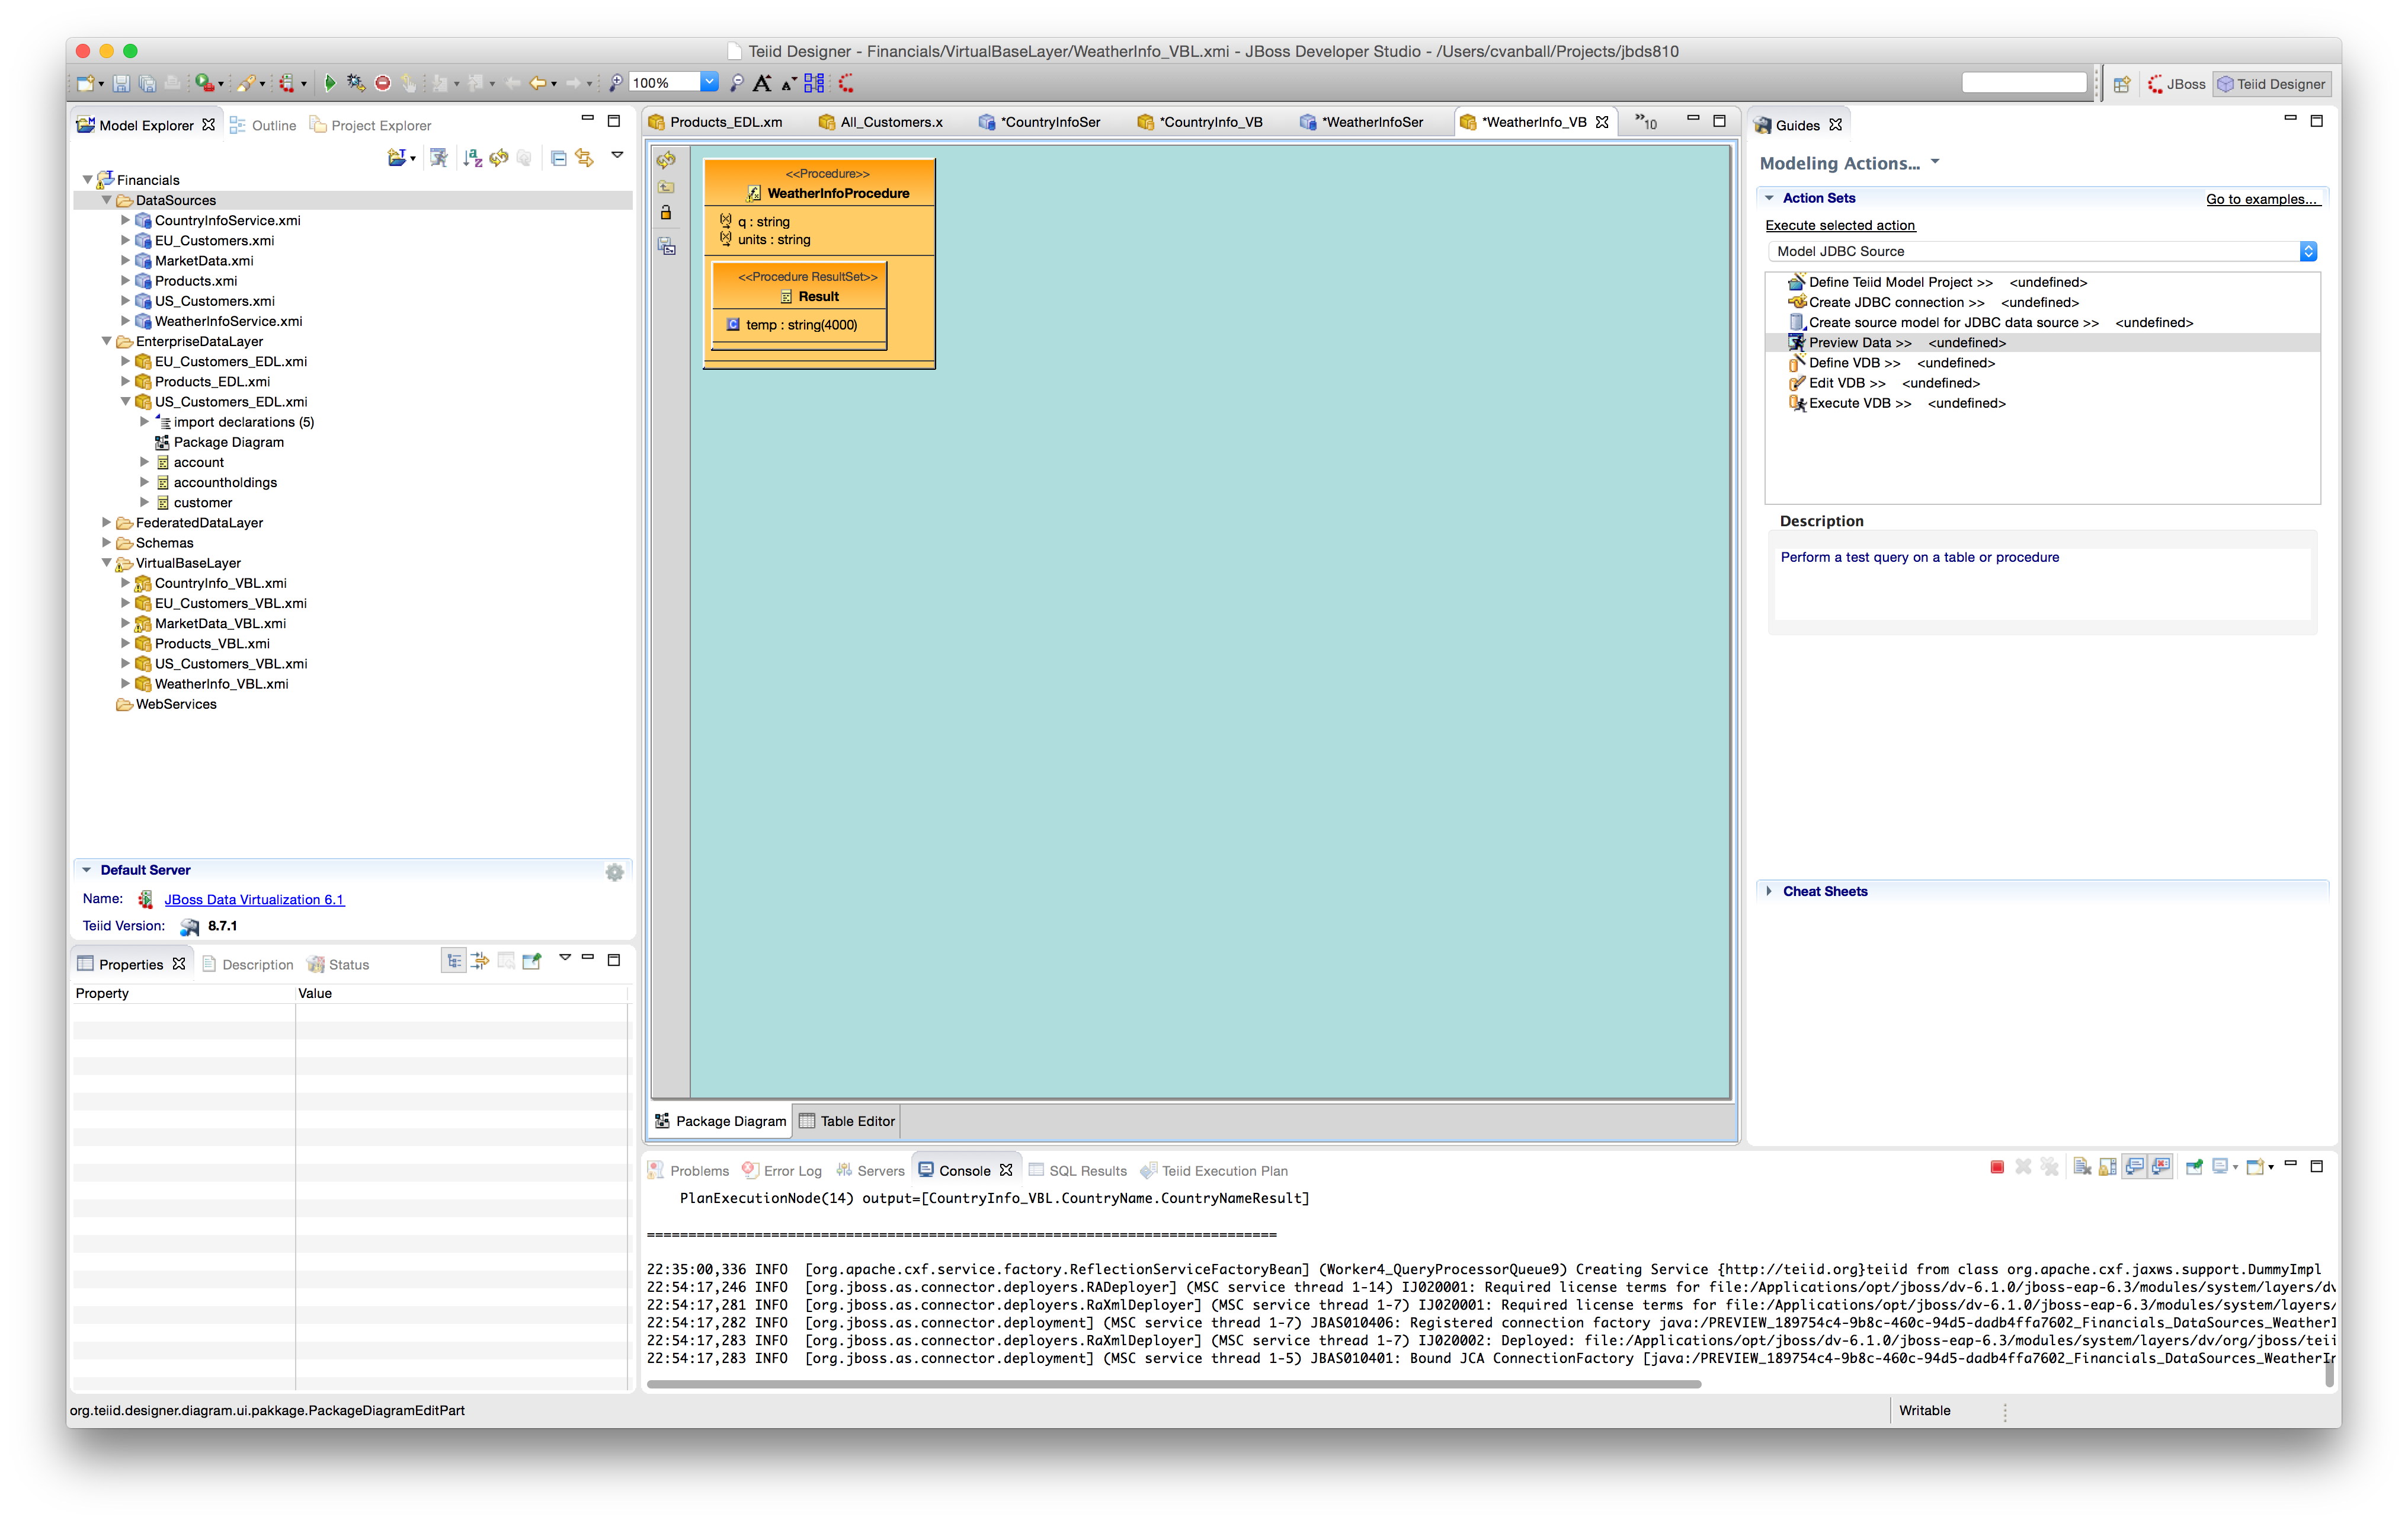 Teiid Designer - Financials/VirtualBaseLayer/WeatherInfo_VBL.xmi - JBoss Developer Studio - /Users/cvanball/Projects/jbds810
100%
JBoss
Teiid Designer
Model Explorer
Outline
Project Explorer
Financials
DataSources
CountryInfoService.xmi
EU_Customers.xmi
MarketData.xmi
Products.xmi
US_Customers.xmi
WeatherInfoService.xmi
EnterpriseDataLayer
EU_Customers_EDL.xmi
Products_EDL.xmi
US_Customers_EDL.xmi
import declarations (5)
Package Diagram
account
accountholdings
customer
FederatedDataLayer
Schemas
VirtualBaseLayer
CountryInfo_VBL.xmi
EU_Customers_VBL.xmi
MarketData_VBL.xmi
Products_VBL.xmi
US_Customers_VBL.xmi
WeatherInfo_VBL.xmi
WebServices
Default Server
Name: JBoss Data Virtualization 6.1
Teiid Version: 8.7.1
Properties
Description
Status
Property Value
Products_EDL.xm
All_Customers.x
*CountryInfoSer
*CountryInfo_VB
*WeatherInfoSer
*WeatherInfo_VB
»10
<<Procedure>>
WeatherInfoProcedure
q : string
units : string
<<Procedure ResultSet>>
Result
temp : string(4000)
Package Diagram
Table Editor
Guides
Modeling Actions...
Action Sets
Go to examples...
Execute selected action
Model JDBC Source
Define Teiid Model Project >> <undefined>
Create JDBC connection >> <undefined>
Create source model for JDBC data source >> <undefined>
Preview Data >> <undefined>
Define VDB >> <undefined>
Edit VDB >> <undefined>
Execute VDB >> <undefined>
Description
Perform a test query on a table or procedure
Cheat Sheets
Problems
Error Log
Servers
Console
SQL Results
Teiid Execution Plan
PlanExecutionNode(14) output=[CountryInfo_VBL.CountryName.CountryNameResult]
============================================================================
22:35:00,336 INFO [org.apache.cxf.service.factory.ReflectionServiceFactoryBean] (Worker4_QueryProcessorQueue9) Creating Service {http://teiid.org}teiid from class org.apache.cxf.jaxws.support.DummyImpl
22:54:17,246 INFO [org.jboss.as.connector.deployers.RADeployer] (MSC service thread 1-14) IJ020001: Required license terms for file:/Applications/opt/jboss/dv-6.1.0/jboss-eap-6.3/modules/system/layers/dv
22:54:17,281 INFO [org.jboss.as.connector.deployers.RaXmlDeployer] (MSC service thread 1-7) IJ020001: Required license terms for file:/Applications/opt/jboss/dv-6.1.0/jboss-eap-6.3/modules/system/layers/
22:54:17,282 INFO [org.jboss.as.connector.deployment] (MSC service thread 1-7) JBAS010406: Registered connection factory java:/PREVIEW_189754c4-9b8c-460c-94d5-dadb4ffa7602_Financials_DataSources_WeatherI
22:54:17,283 INFO [org.jboss.as.connector.deployers.RaXmlDeployer] (MSC service thread 1-7) IJ020002: Deployed: file:/Applications/opt/jboss/dv-6.1.0/jboss-eap-6.3/modules/system/layers/dv/org/jboss/teii
22:54:17,283 INFO [org.jboss.as.connector.deployment] (MSC service thread 1-5) JBAS010401: Bound JCA ConnectionFactory [java:/PREVIEW_189754c4-9b8c-460c-94d5-dadb4ffa7602_Financials_DataSources_WeatherIr
org.teiid.designer.diagram.ui.pakkage.PackageDiagramEditPart
Writable